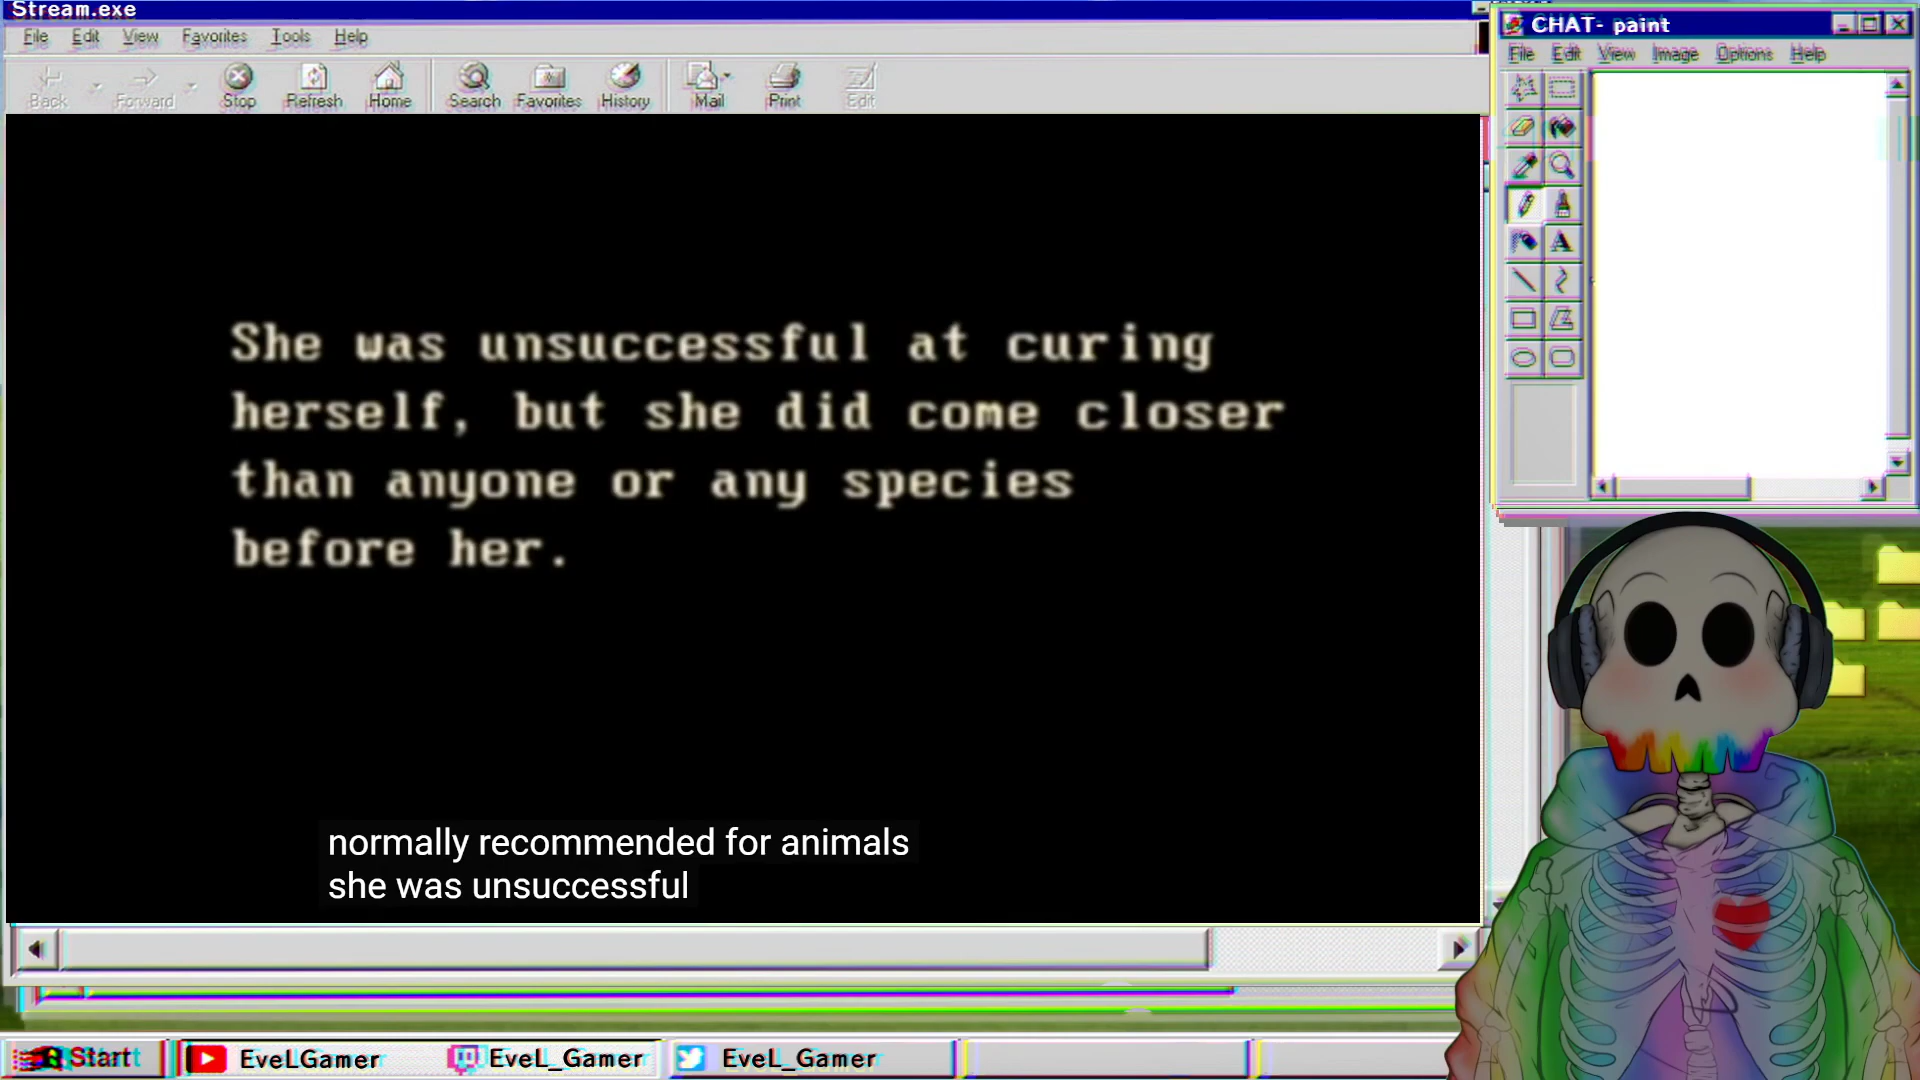 Stream.exe
File Edit View Favorites Tools Help
Back Forward Stop Refresh Home Search Favorites History Mail Print Edit
CHAT- paint
File Edit View Image Options Help
A
She was unsuccessful at curing
herself, but she did come closer
than anyone or any species
before her.
normally recommended for animals
she was unsuccessful
Start EveLGamer EveL_Gamer EveL_Gamer